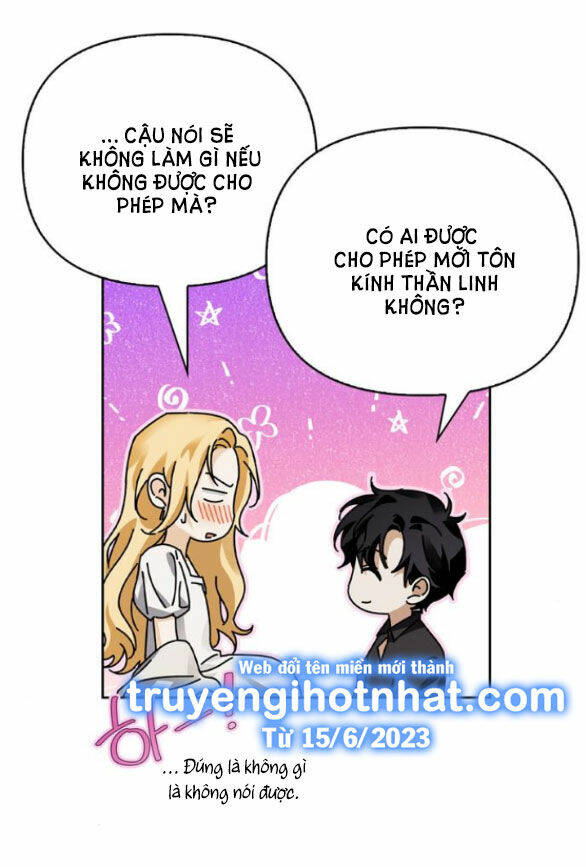 ... CẬU NÓI SẼ
KHÔNG LÀM GÌ NẾU
KHÔNG ĐƯỢC CHO
PHÉP MÀ?
CÓ AI ĐƯỢC
CHO PHÉP MỚI TÔN
KÍNH THẦN LINH
KHÔNG?
Web đổi tên miền mới thành
truyengihotnhat.com
Từ 15/6/2023
하-!
... Đúng là không gì
là không nói được.